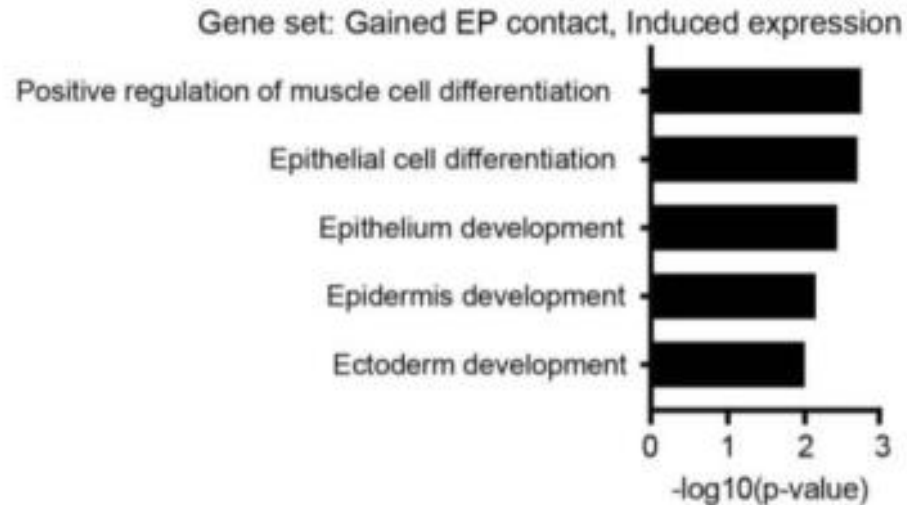 Gene set: Gained EP contact, Induced expression
Positive regulation of muscle cell differentiation
Epithelial cell differentiation
Epithelium development
Epidermis development
Ectoderm development
0 1 2 3
-log10(p-value)